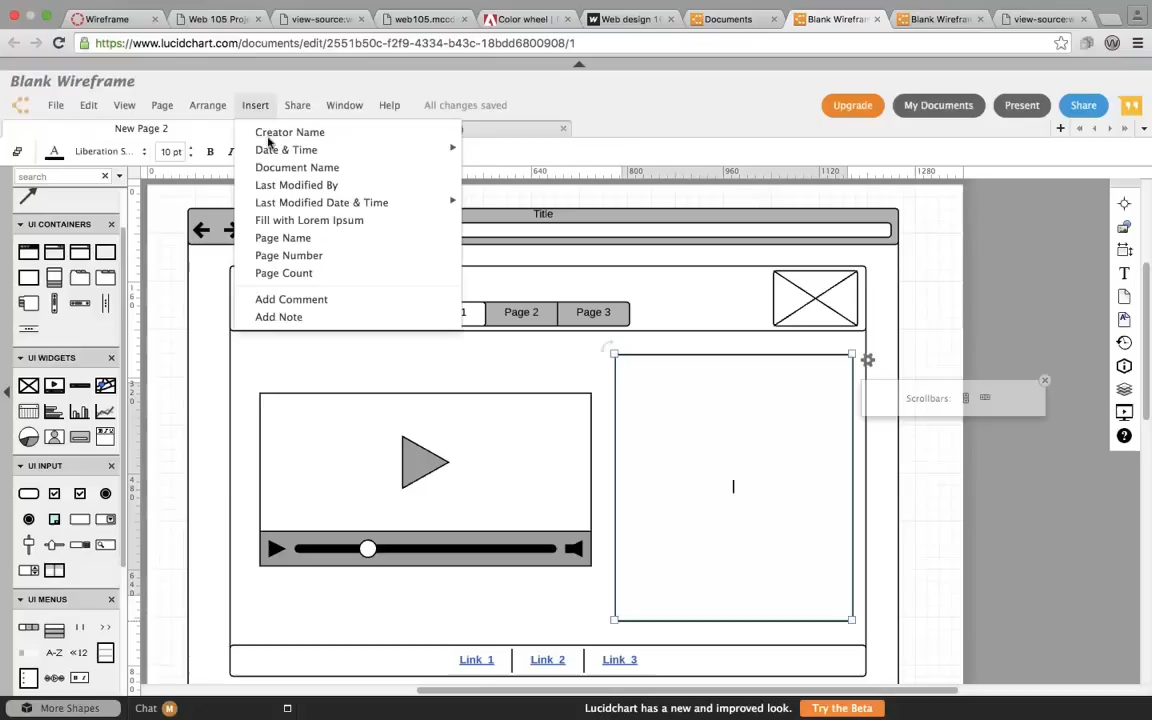 Wireframe
Web 105 Proje
view-source:w
web105.mccd
Color wheel |
Web design 1
Documents
Blank Wirefram
Blank Wirefram
view-source:w
https://www.lucidchart.com/documents/edit/2551b50c-f2f9-4334-b43c-18bdd6800908/1
Blank Wireframe
File Edit View Page Arrange Insert Share Window Help All changes saved
Upgrade My Documents Present Share
New Page 2
Liberation S... 10 pt B I
search
UI CONTAINERS
UI WIDGETS
UI INPUT
UI MENUS
A-Z «12
More Shapes
Creator Name
Date & Time
Document Name
Last Modified By
Last Modified Date & Time
Fill with Lorem Ipsum
Page Name
Page Number
Page Count
Add Comment
Add Note
0 640 800 960 1120 1280
Title
1 Page 2 Page 3
Scrollbars:
Link 1 Link 2 Link 3
Chat M
Lucidchart has a new and improved look. Try the Beta